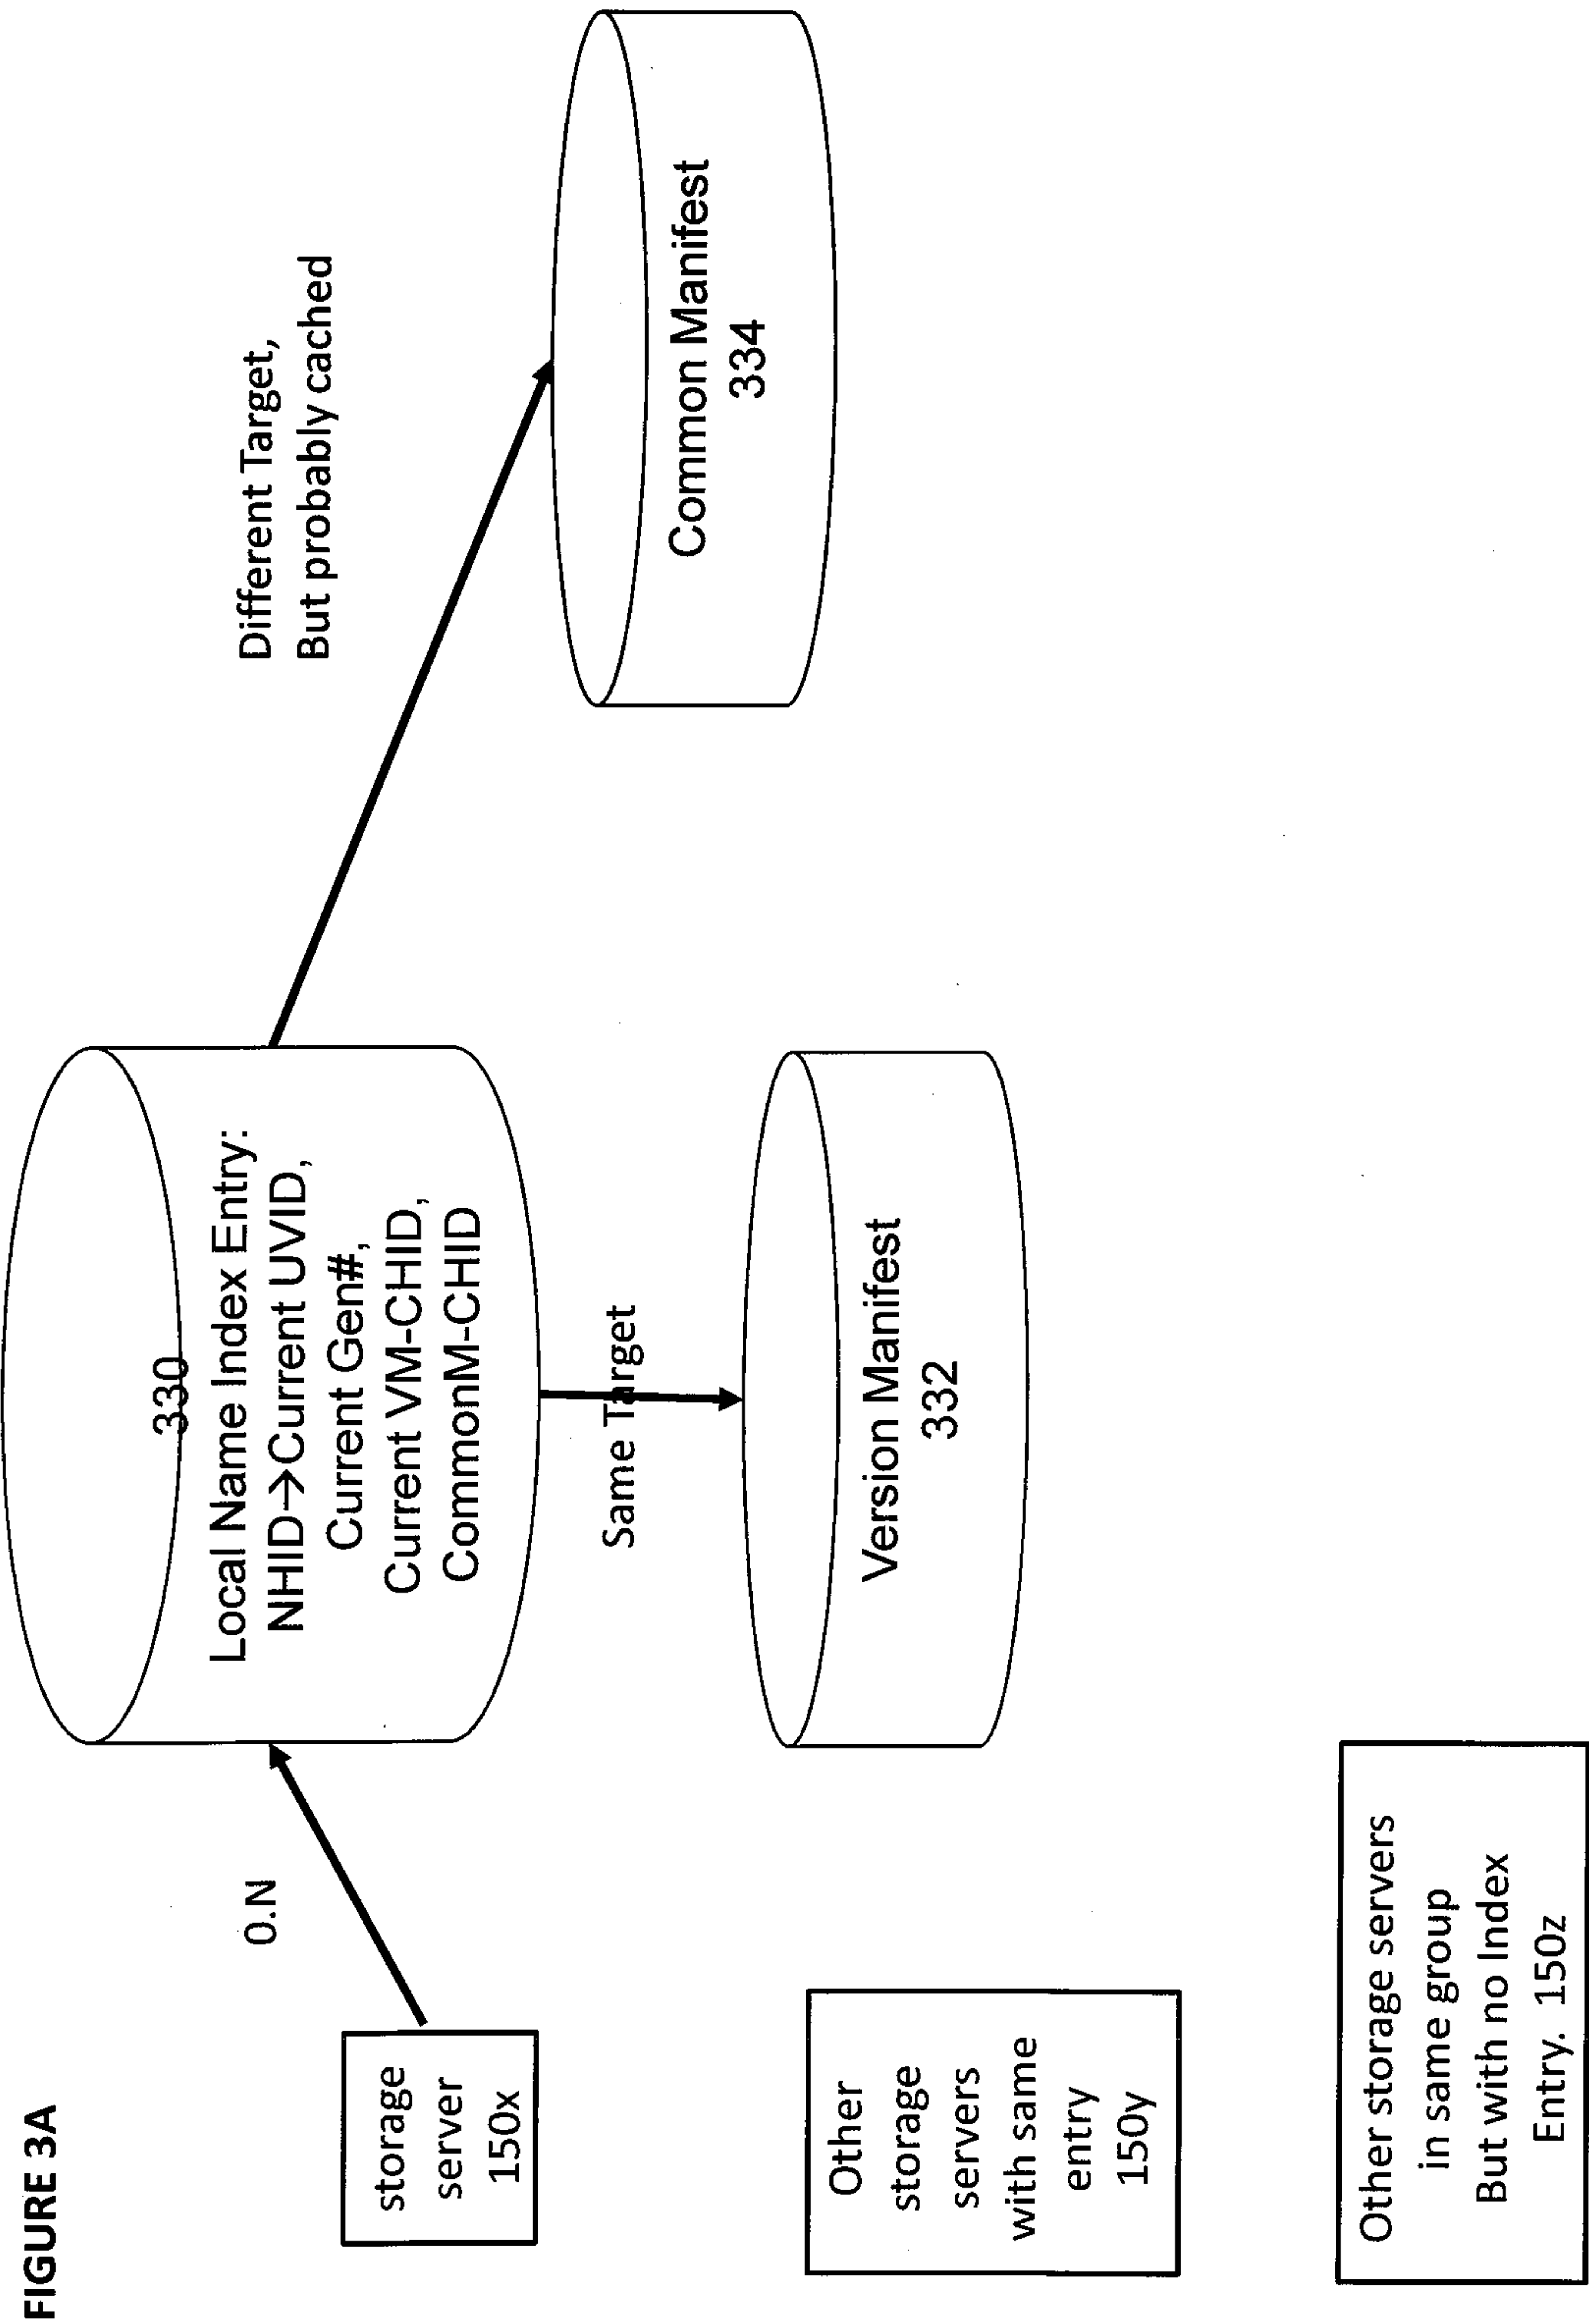 FIGURE 3A
storage
server
150x
O.N
330
Local Name Index Entry:
NHID→Current UVID,
Current Gen#,
Current VM-CHID,
CommonM-CHID
Different Target,
But probably cached
Common Manifest
334
Same Target
Version Manifest
332
Other
storage
servers
with same
entry
150y
Other storage servers
in same group
But with no Index
Entry. 150z